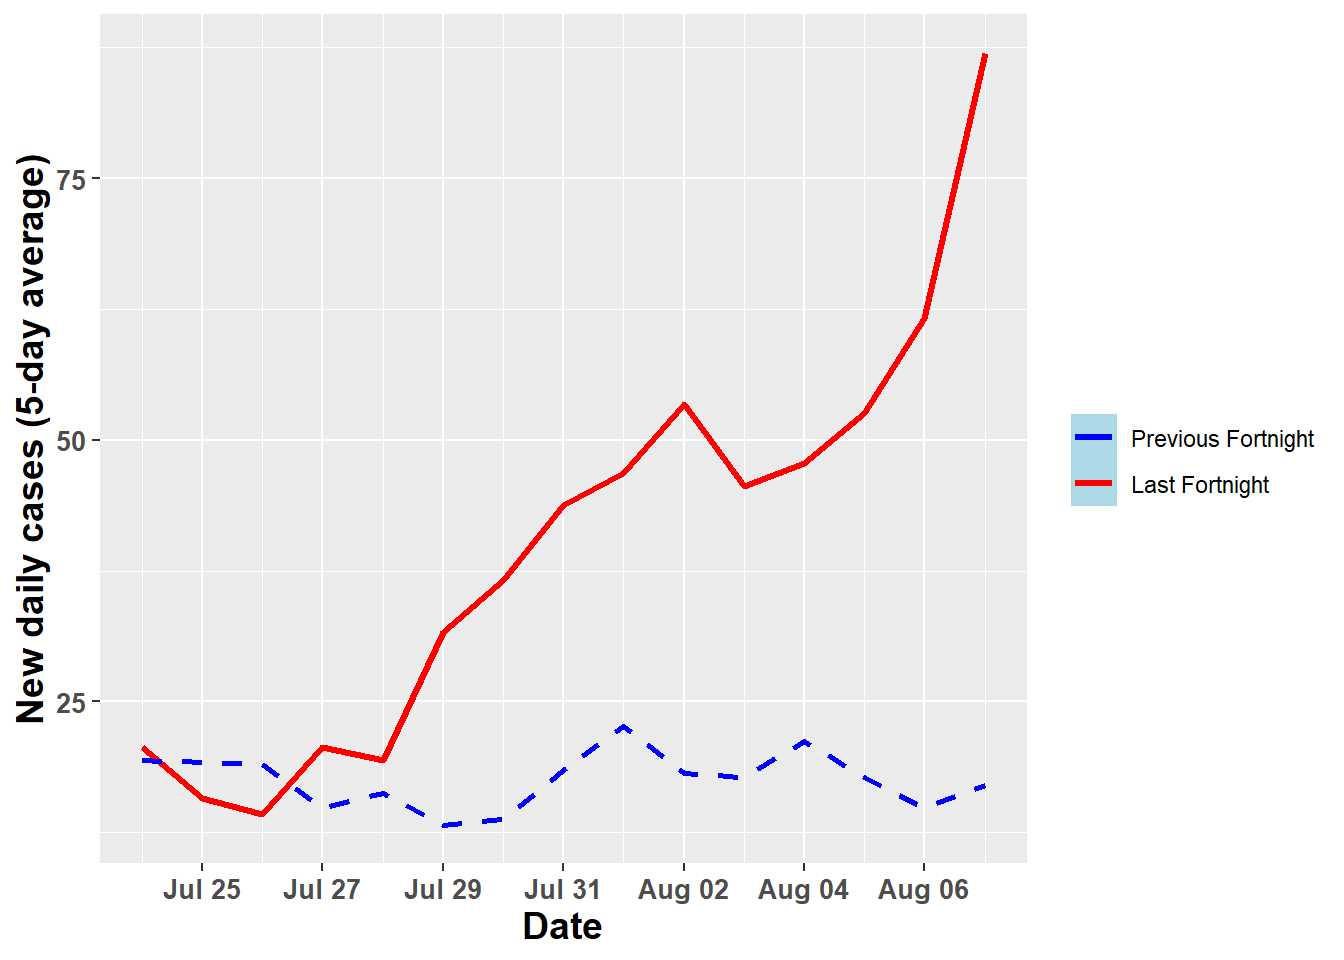 New daily cases (5-day average)
75
50
25
Jul 25
Jul 27
Jul 29
Jul 31
Aug 02
Aug 04
Aug 06
Date
Previous Fortnight
Last Fortnight